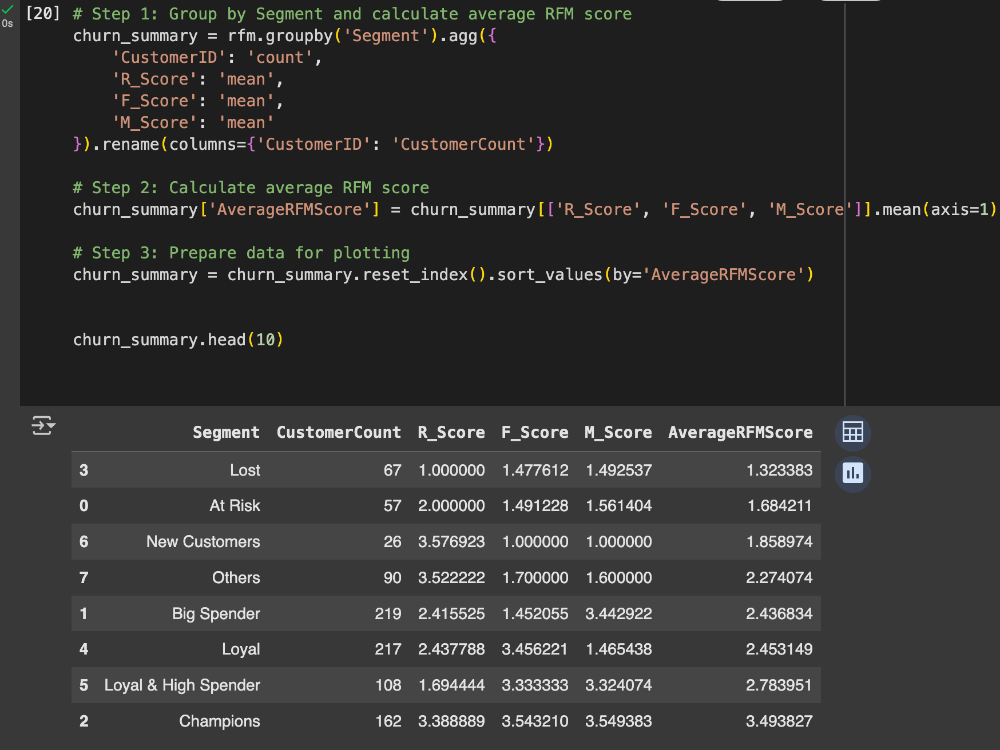 [20]
0s
# Step 1: Group by Segment and calculate average RFM score
churn_summary = rfm.groupby('Segment').agg({
    'CustomerID': 'count',
    'R_Score': 'mean',
    'F_Score': 'mean',
    'M_Score': 'mean'
}).rename(columns={'CustomerID': 'CustomerCount'})
# Step 2: Calculate average RFM score
churn_summary['AverageRFMScore'] = churn_summary[['R_Score', 'F_Score', 'M_Score']].mean(axis=1)
# Step 3: Prepare data for plotting
churn_summary = churn_summary.reset_index().sort_values(by='AverageRFMScore')
churn_summary.head(10)
Segment CustomerCount R_Score F_Score M_Score AverageRFMScore
3 Lost 67 1.000000 1.477612 1.492537 1.323383
0 At Risk 57 2.000000 1.491228 1.561404 1.684211
6 New Customers 26 3.576923 1.000000 1.000000 1.858974
7 Others 90 3.522222 1.700000 1.600000 2.274074
1 Big Spender 219 2.415525 1.452055 3.442922 2.436834
4 Loyal 217 2.437788 3.456221 1.465438 2.453149
5 Loyal & High Spender 108 1.694444 3.333333 3.324074 2.783951
2 Champions 162 3.388889 3.543210 3.549383 3.493827